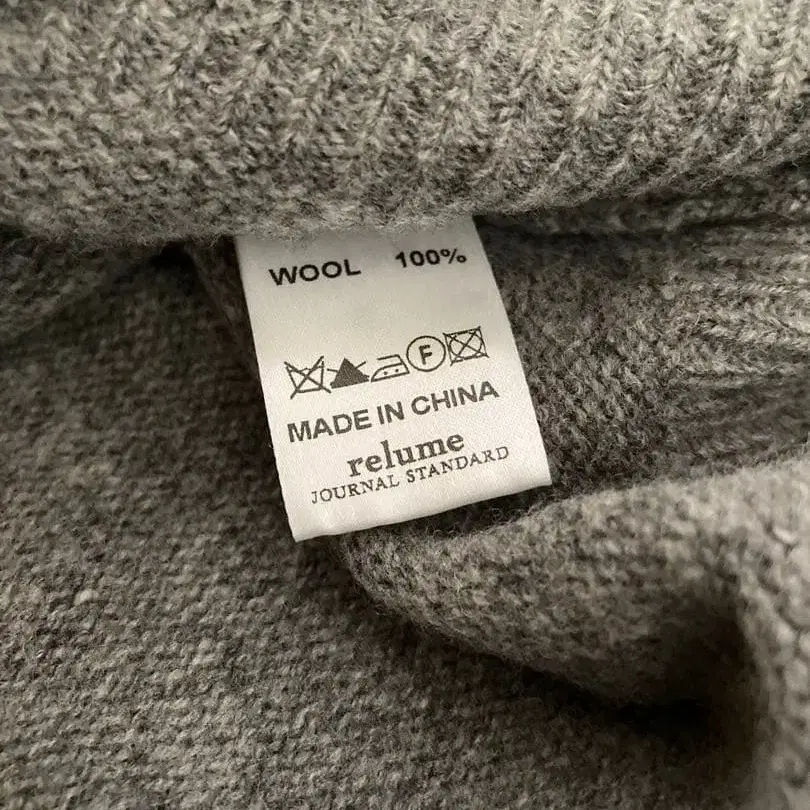 WOOL 100%
F
MADE IN CHINA
relume
JOURNAL STANDARD